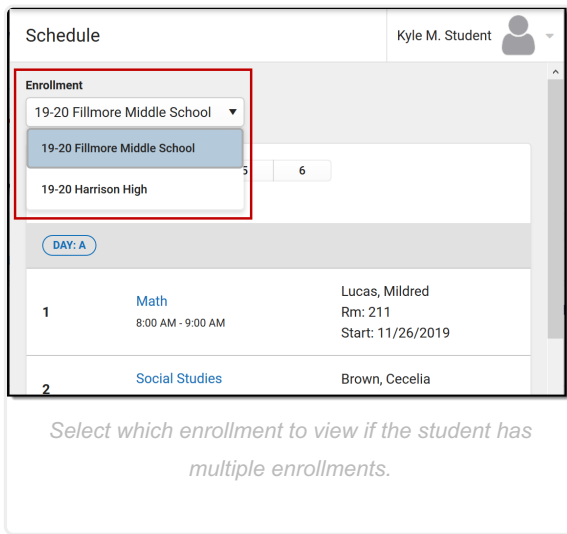 Schedule
Kyle M. Student
Enrollment
19-20 Fillmore Middle School
19-20 Fillmore Middle School
6
19-20 Harrison High
DAY: A
1
Math
8:00 AM - 9:00 AM
Lucas, Mildred
Rm: 211
Start: 11/26/2019
2
Social Studies
Brown, Cecelia
Select which enrollment to view if the student has
multiple enrollments.